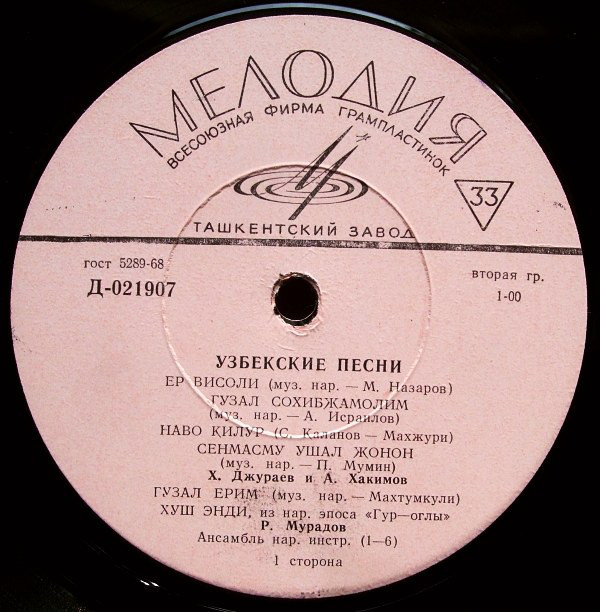 МЕЛОДИЯ
ВСЕСОЮЗНАЯ ФИРМА ГРАМПЛАСТИНОК
33
ТАШКЕНТСКИЙ ЗАВОД
гост 5289-68
вторая гр.
Д-021907
1-00
УЗБЕКСКИЕ ПЕСНИ
ЕР ВИСОЛИ (муз. нар. — М. Назаров)
ГУЗАЛ СОХИБЖАМОЛИМ
(муз. нар. — А. Исраилов)
НАВО ҚИЛУР (С. Каланов — Махжури)
СЕНМАСМУ УШАЛ ЖОНОН
(муз. нар. — П. Мумин)
Х. Джураев и А. Хакимов
ГУЗАЛ ЕРИМ (муз. нар. — Махтумкули)
ХУШ ЭНДИ, из нар. эпоса «Гур—оглы»
Р. Мурадов
Ансамбль нар. инстр. (1—6)
1 сторона